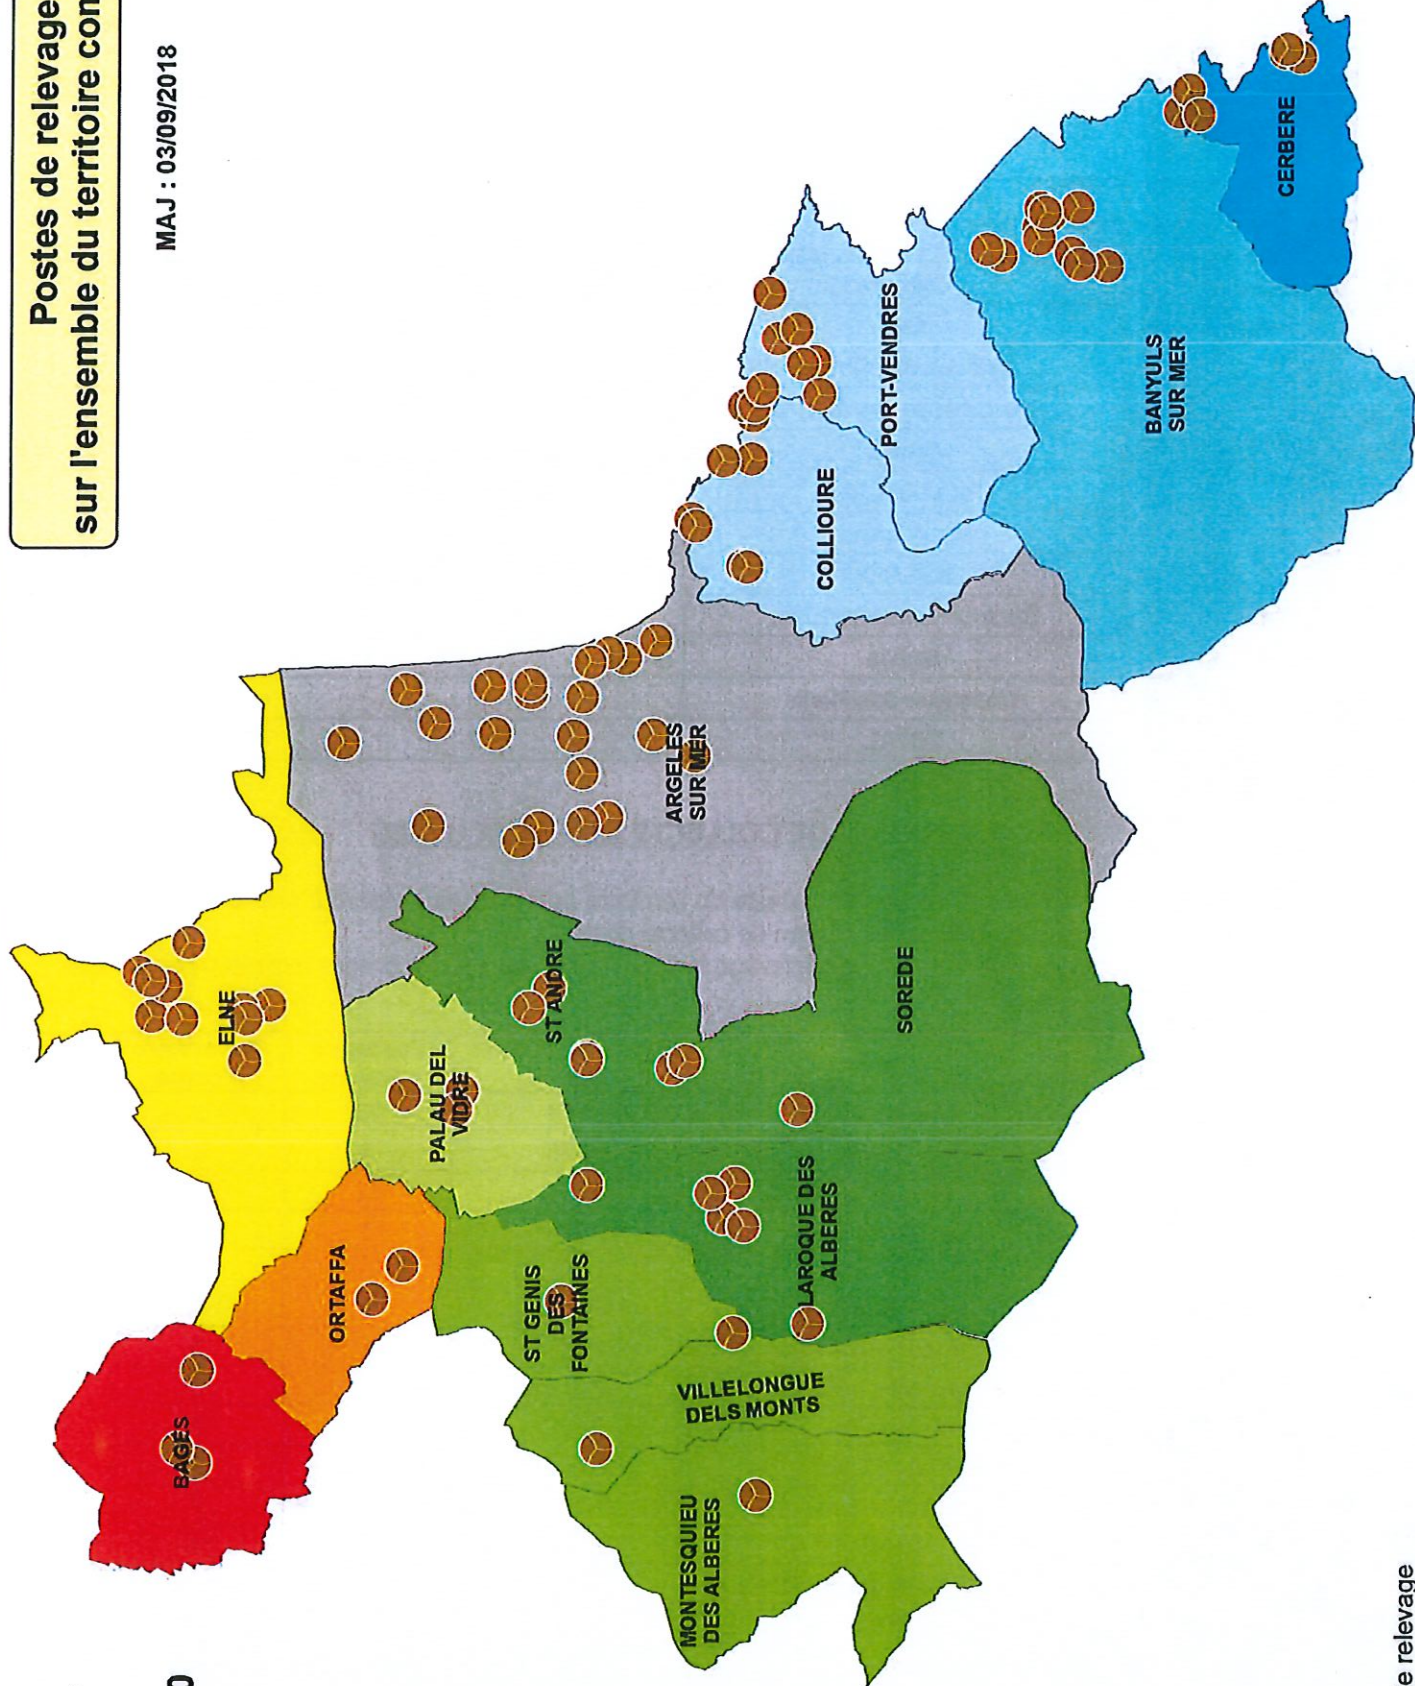 Postes de relevage
sur l'ensemble du territoire
MAJ : 03/09/2018
BAGES
ORTAFFA
ELNE
PALAU DEL
VIDRE
MONTESQUIEU
DES ALBERES
VILLELONGUE
DELS MONTS
ST GENIS
DES
FONTAINES
LAROQUE DES
ALBERES
ST ANDRE
SOREDE
ARGELES
SUR MER
COLLIOURE
PORT-VENDRES
BANYULS
SUR MER
CERBERE
e relevage